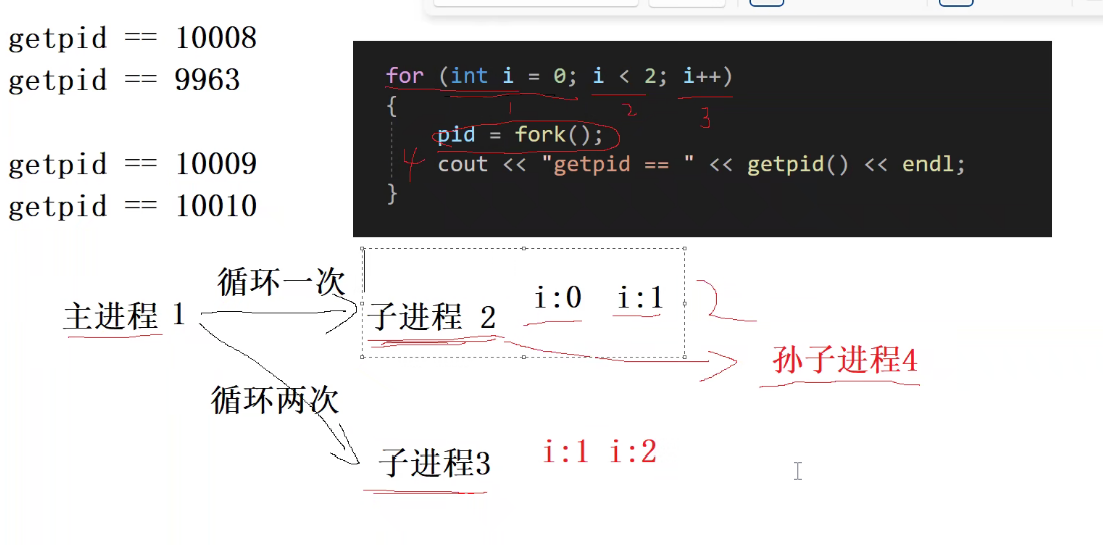 getpid == 10008
getpid == 9963
getpid == 10009
getpid == 10010
for (int i = 0; i < 2; i++)
1 2 3
{
pid = fork();
4
cout << "getpid == " << getpid() << endl;
}
循环一次
主进程 1
子进程 2
i:0 i:1
2
孙子进程4
循环两次
子进程3
i:1 i:2